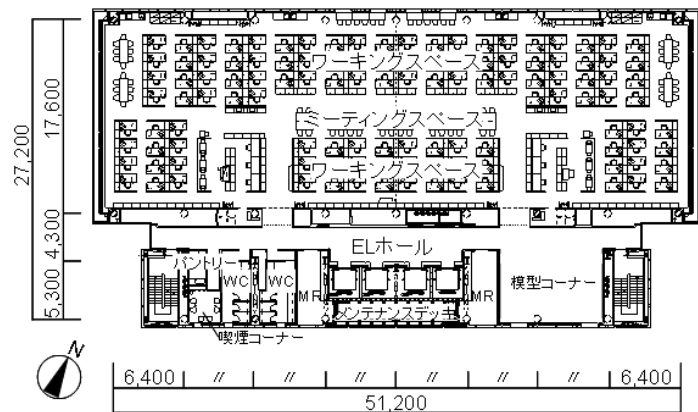 ワーキングスペース
ミーティングスペース
ワーキングスペース
ELホール
パントリー
WC
WC
MR
MR
模型コーナー
メンテナンスデッキ
喫煙コーナー
27,200
17,600
4,300
5,300
N
6,400 〃 〃 〃 〃 〃 〃 6,400
51,200